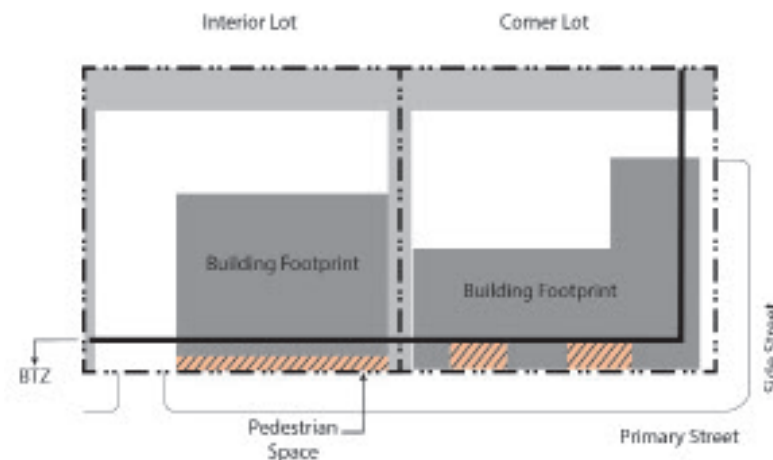 Interior Lot
Corner Lot
Building Footprint
Building Footprint
BTZ
Side Street
Pedestrian
Space
Primary Street